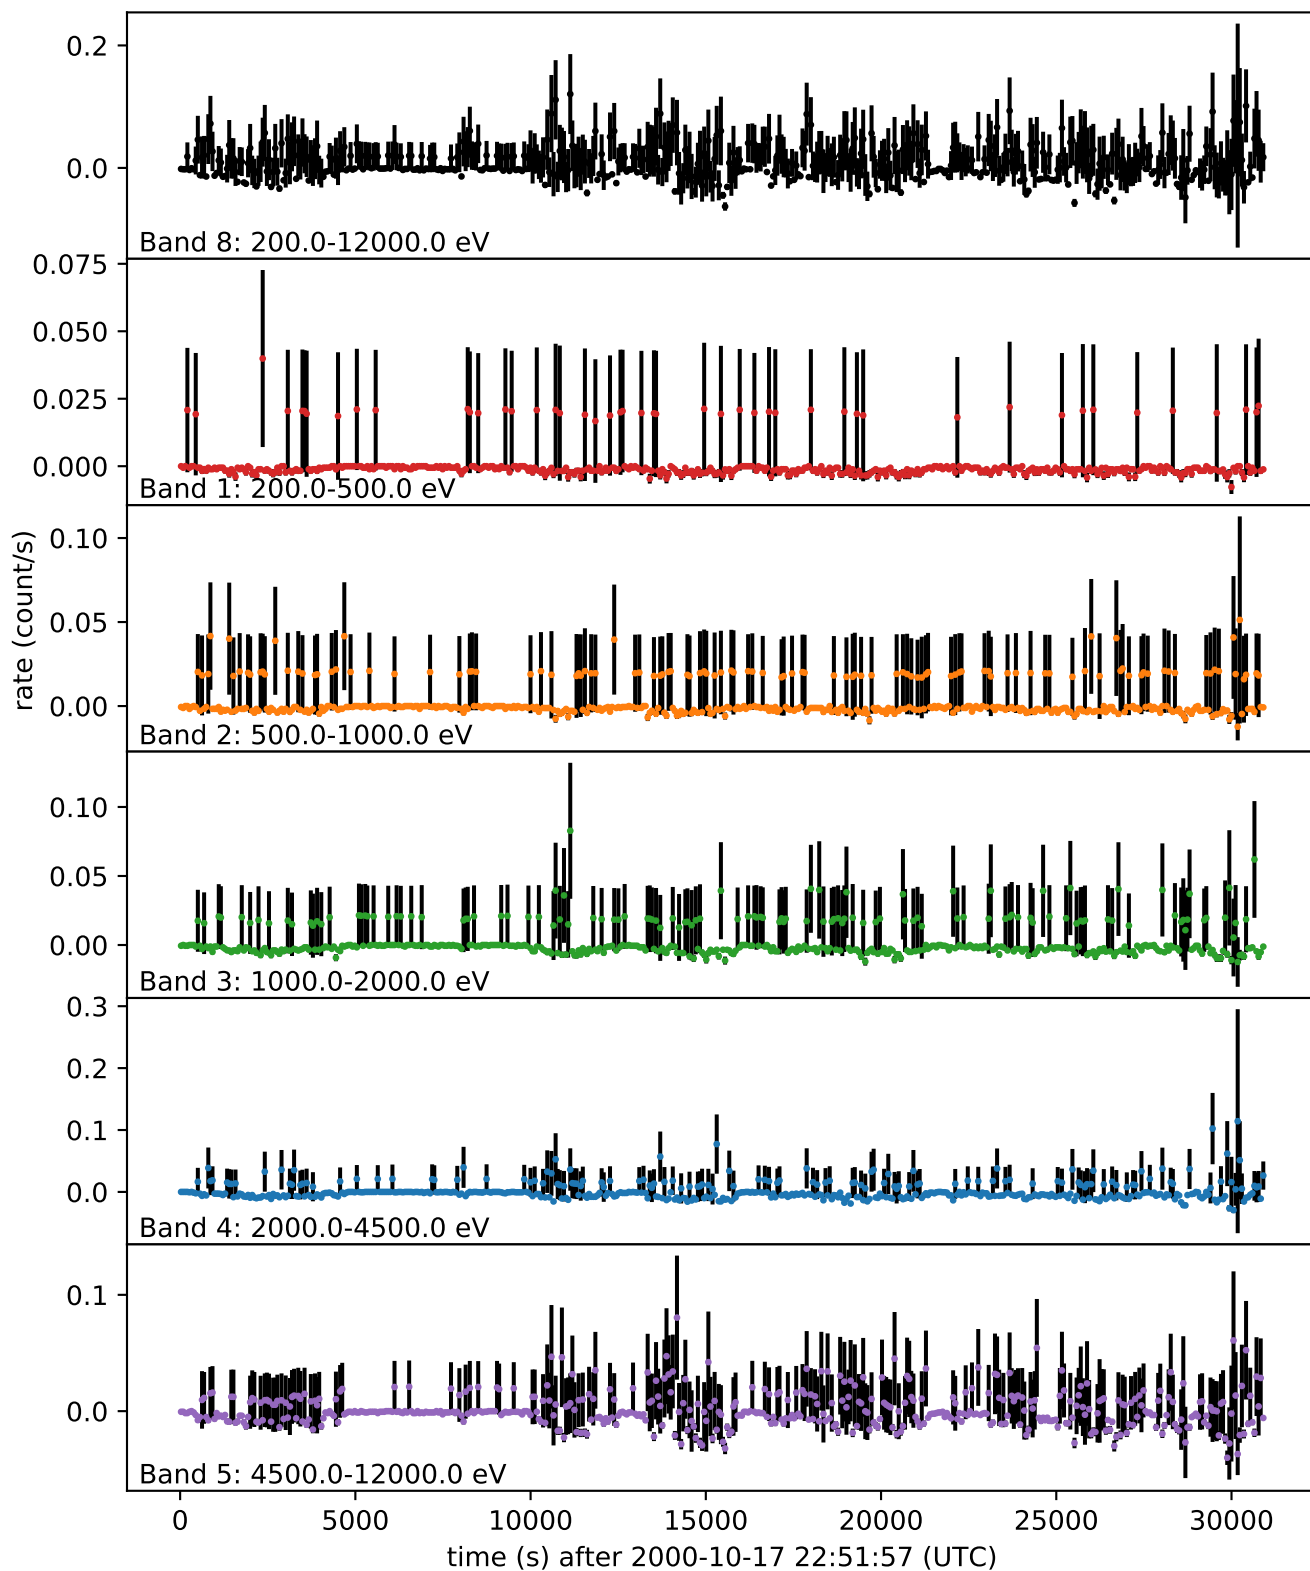 0.2
0.0
Band 8: 200.0-12000.0 eV
0.075
0.050
0.025
0.000
Band 1: 200.0-500.0 eV
rate (count/s)
0.10
0.05
0.00
Band 2: 500.0-1000.0 eV
0.10
0.05
0.00
Band 3: 1000.0-2000.0 eV
0.3
0.2
0.1
0.0
Band 4: 2000.0-4500.0 eV
0.1
0.0
Band 5: 4500.0-12000.0 eV
0 5000 10000 15000 20000 25000 30000
time (s) after 2000-10-17 22:51:57 (UTC)